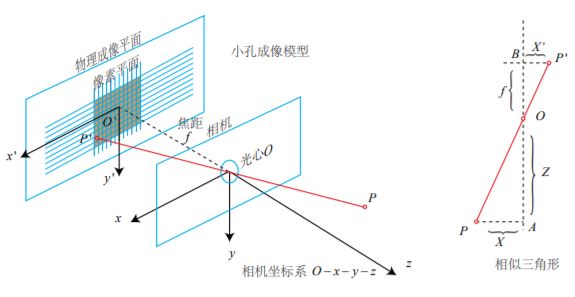 物理成像平面
像素平面
小孔成像模型
O'
P'
x'
y'
焦距
f
相机
光心O
P
x
y
z
相机坐标系 O-x-y-z
B
X'
P'
f
O
Z
P
X
A
相似三角形